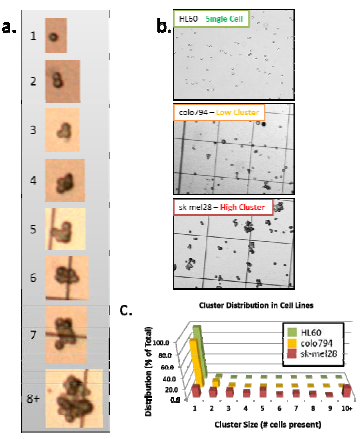 a.
1
2
3
4
5
6
7
8+
b.
HL60 – Single Cell
colo794 – Low Cluster
sk-mel28 – High Cluster
c.
Cluster Distribution in Cell Lines
HL60
colo794
sk-mel28
Distribution (% of Total)
100.0
80.0
60.0
40.0
20.0
0.0
1 2 3 4 5 6 7 8 9 10+
Cluster Size (# cells present)